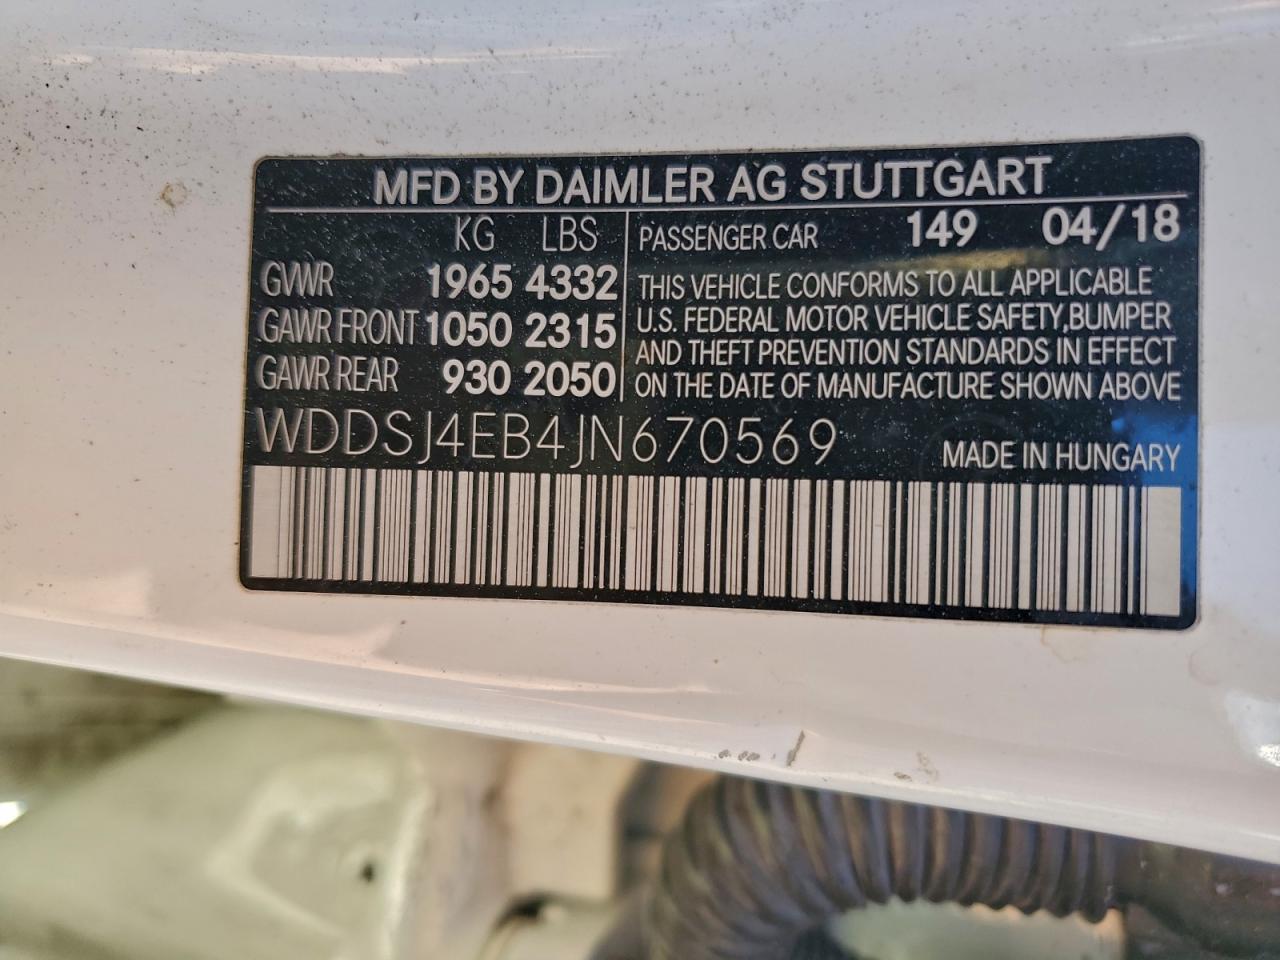 MFD BY DAIMLER AG STUTTGART
KG LBS
GVWR 1965 4332
GAWR FRONT 1050 2315
GAWR REAR 930 2050
PASSENGER CAR 149 04/18
THIS VEHICLE CONFORMS TO ALL APPLICABLE
U.S. FEDERAL MOTOR VEHICLE SAFETY,BUMPER
AND THEFT PREVENTION STANDARDS IN EFFECT
ON THE DATE OF MANUFACTURE SHOWN ABOVE
WDDSJ4EB4JN670569 MADE IN HUNGARY